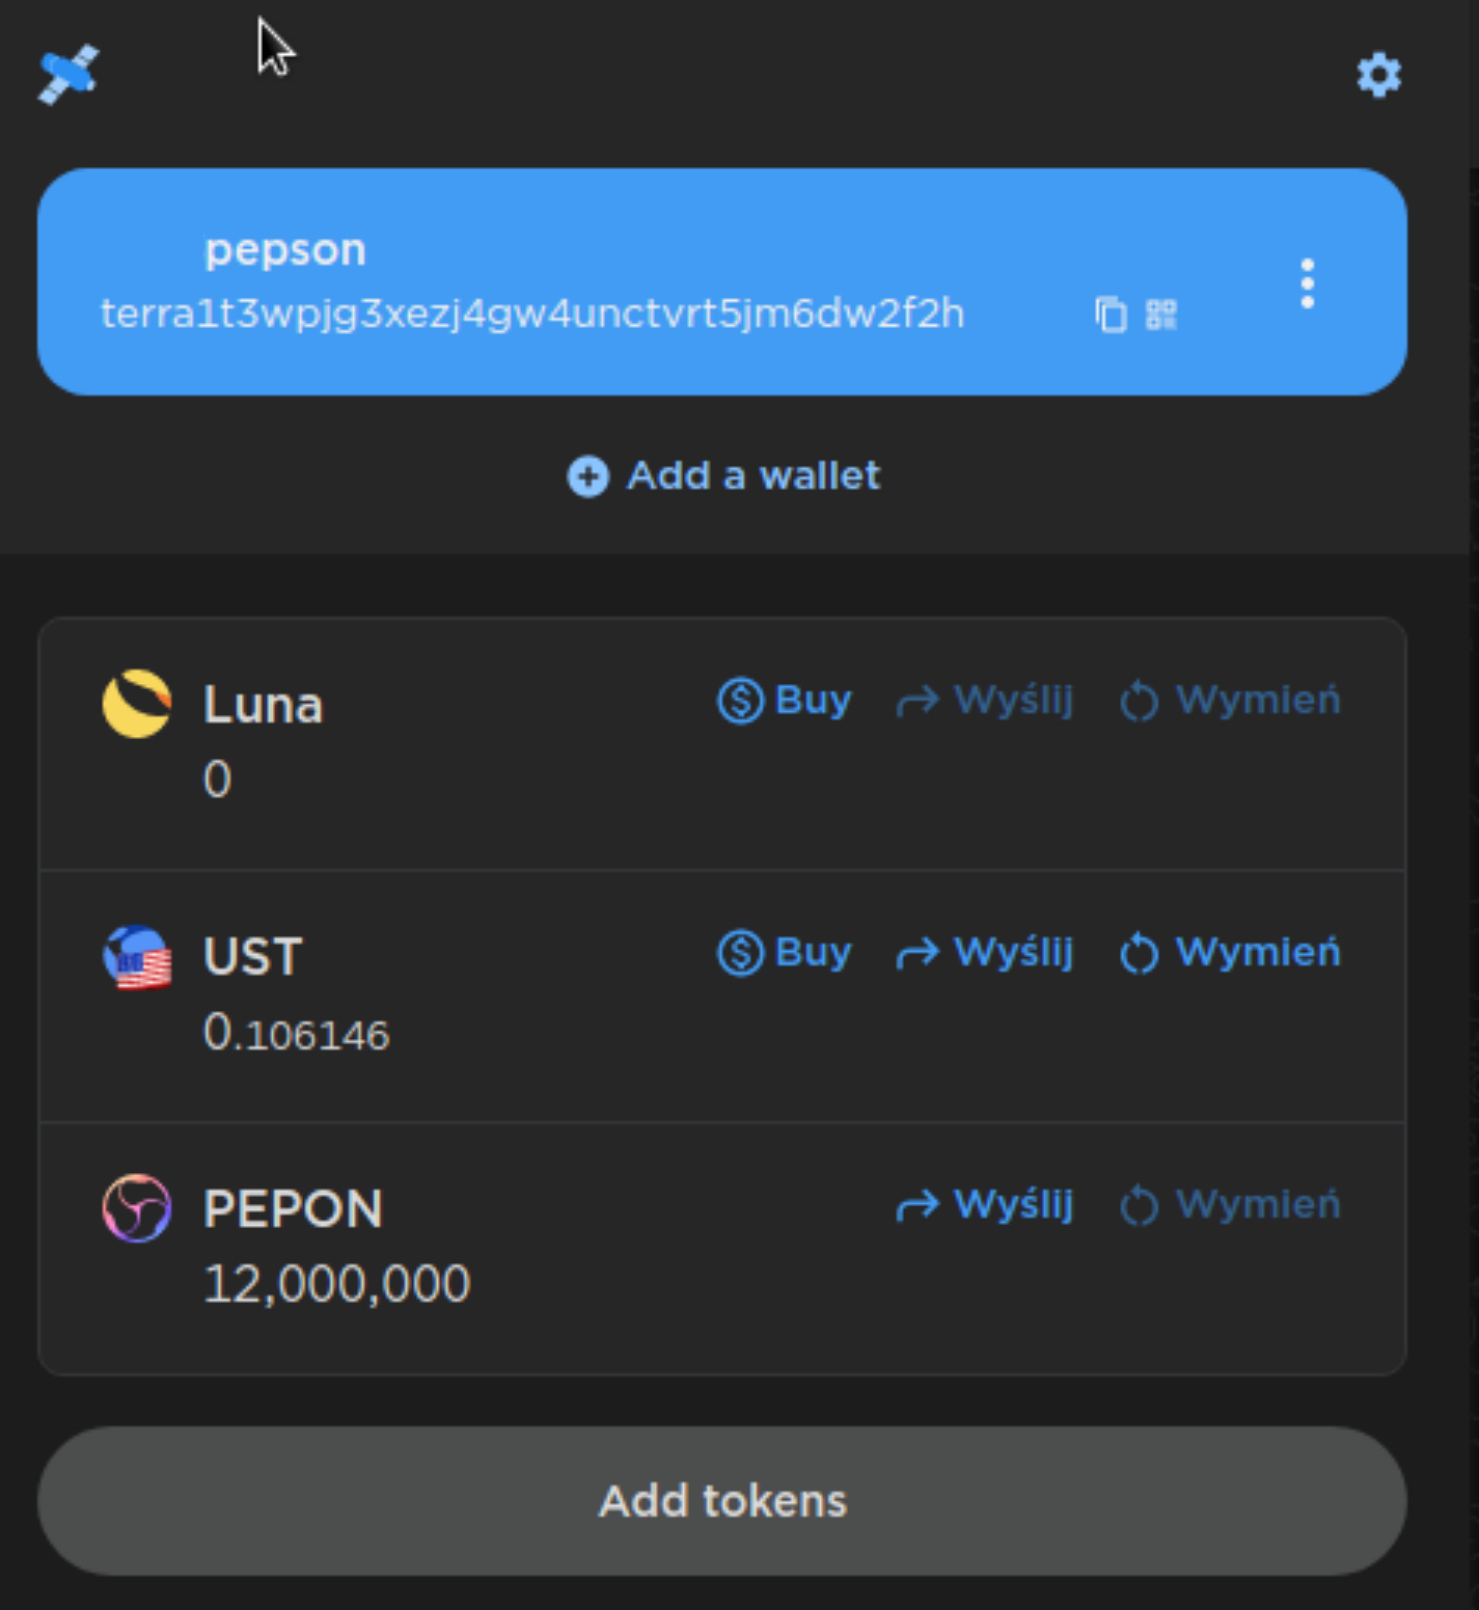 pepson
terra1t3wpjg3xezj4gw4unctvrt5jm6dw2f2h
Add a wallet
Luna Buy Wyślij Wymień
0
UST Buy Wyślij Wymień
0.106146
PEPON Wyślij Wymień
12,000,000
Add tokens